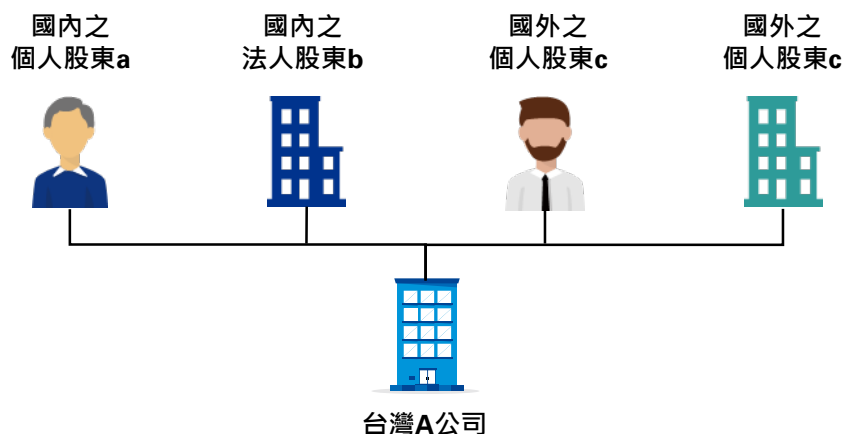 國內之
個人股東a
國內之
法人股東b
國外之
個人股東c
國外之
個人股東c
台灣A公司